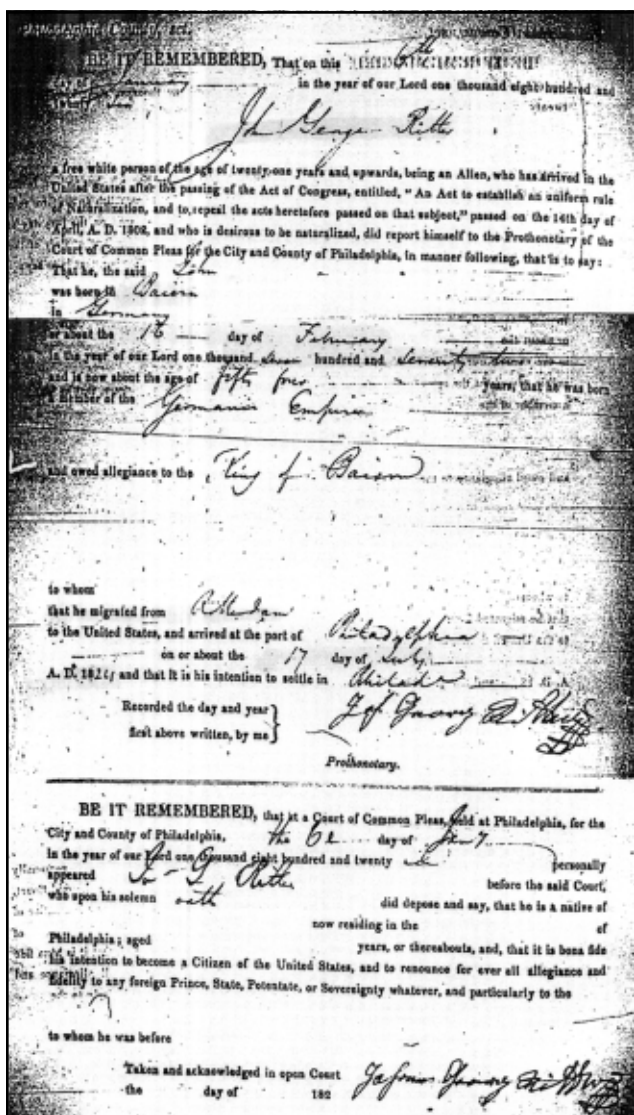 BE IT REMEMBERED, That on this 6th
day of January in the year of our Lord one thousand eight hundred and
twenty
John George Ritter
a free white person of the age of twenty-one years and upwards, being an Alien, who has arrived in the
United States after the passing of the Act of Congress, entitled, "An Act to establish an uniform rule
of Naturalization, and to repeal the acts heretofore passed on that subject," passed on the 14th day of
April, A. D. 1802, and who is desirous to be naturalized, did report himself to the Prothonotary of the
Court of Common Pleas for the City and County of Philadelphia, in manner following, that is to say:
That he, the said John
was born in Baiern
in Germany
or about the 16 day of February
in the year of our Lord one thousand seven hundred and seventy two
and is now about the age of fifty four years, that he was born
a Member of the Germanic Empire
and owed allegiance to the King of Baiern
to whom
that he migrated from
to the United States, and arrived at the port of Philadelphia
on or about the 17 day of July
A. D. 182 and that it is his intention to settle in Philada
Recorded the day and year
first above written, by me
Prothonotary.
BE IT REMEMBERED, that at a Court of Common Pleas, held at Philadelphia, for the
City and County of Philadelphia, the 6 day of Jany
in the year of our Lord one thousand eight hundred and twenty personally
appeared G Ritter before the said Court,
who upon his solemn oath did depose and say, that he is a native of
now residing in the of
Philadelphia; aged years, or thereabouts, and, that it is bona fide
his intention to become a Citizen of the United States, and to renounce for ever all allegiance and
fidelity to any foreign Prince, State, Potentate, or Sovereignty whatever, and particularly to the
to whom he was before
Taken and acknowledged in open Court
the day of 182